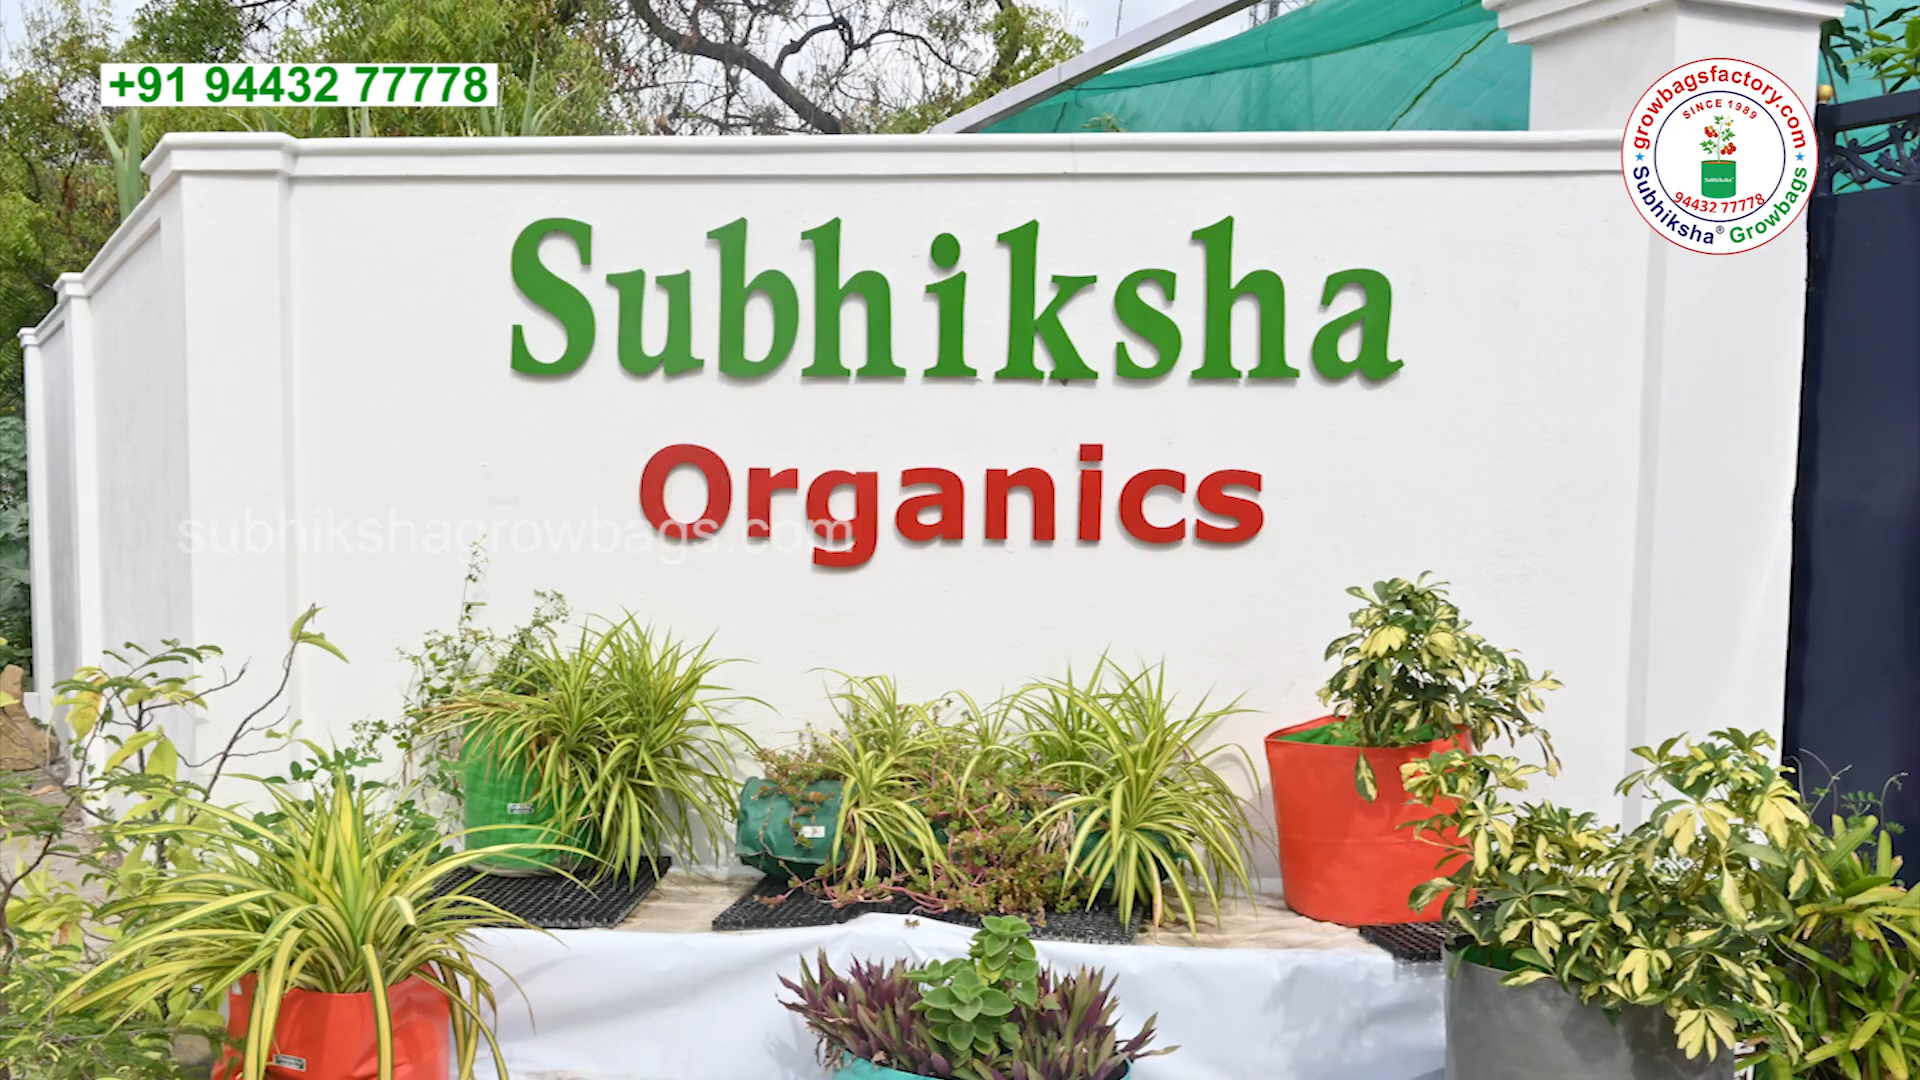 +91 94432 77778
growbagsfactory.com
SINCE 1989
Subhiksha®
94432 77778
Subhiksha® Growbags
Subhiksha
Organics
subhikshagrowbags.com